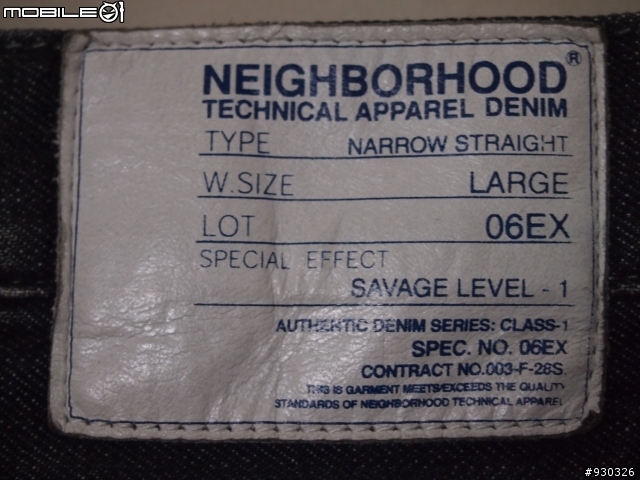 MOBILE01
NEIGHBORHOOD®
TECHNICAL APPAREL DENIM
TYPE NARROW STRAIGHT
W.SIZE LARGE
LOT 06EX
SPECIAL EFFECT
SAVAGE LEVEL - 1
AUTHENTIC DENIM SERIES: CLASS-1
SPEC. NO. 06EX
CONTRACT NO.003-F-28S.
THIS IS GARMENT MEETS/EXCEEDS THE QUALITY
STANDARDS OF NEIGHBORHOOD TECHNICAL APPAREL
#930326